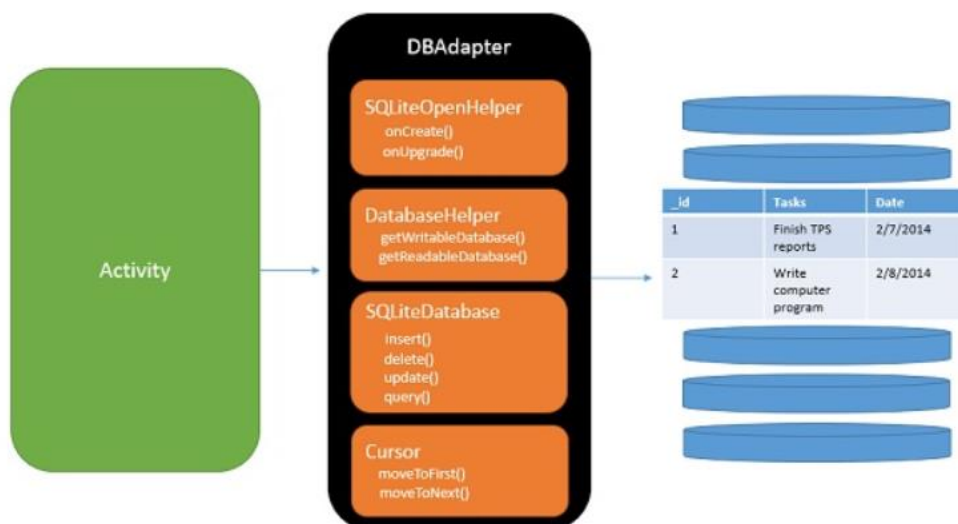 Activity
DBAdapter
SQLiteOpenHelper
onCreate()
onUpgrade()
DatabaseHelper
getWritableDatabase()
getReadableDatabase()
SQLiteDatabase
insert()
delete()
update()
query()
Cursor
moveToFirst()
moveToNext()
_id Tasks Date
1 Finish TPS 2/7/2014
reports
2 Write 2/8/2014
computer
program